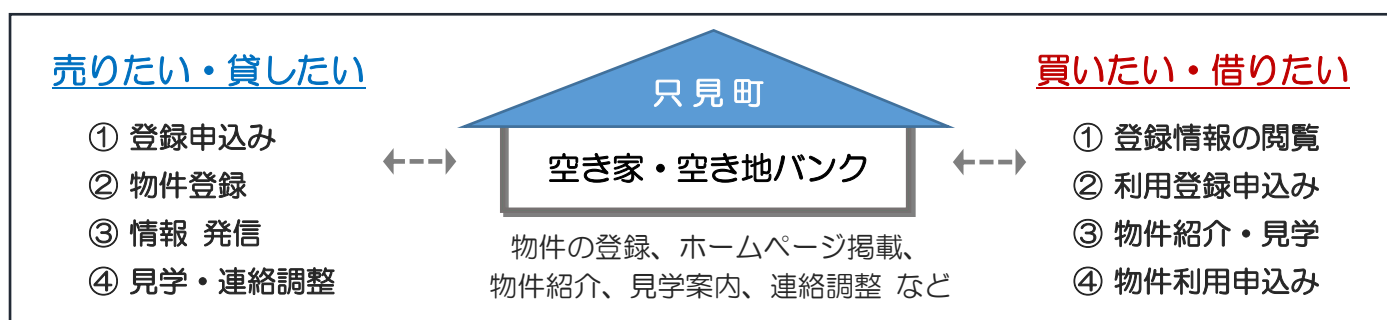 売りたい・貸したい
① 登録申込み
② 物件登録
③ 情報 発信
④ 見学・連絡調整
只見町
空き家・空き地バンク
物件の登録、ホームページ掲載、
物件紹介、見学案内、連絡調整 など
買いたい・借りたい
① 登録情報の閲覧
② 利用登録申込み
③ 物件紹介・見学
④ 物件利用申込み